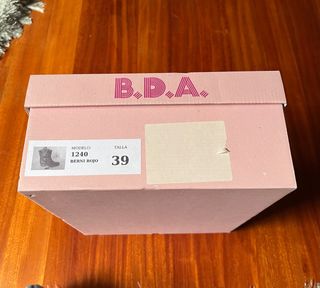 B.D.A.
MODELO TALLA
1240 39
BERNI ROJO